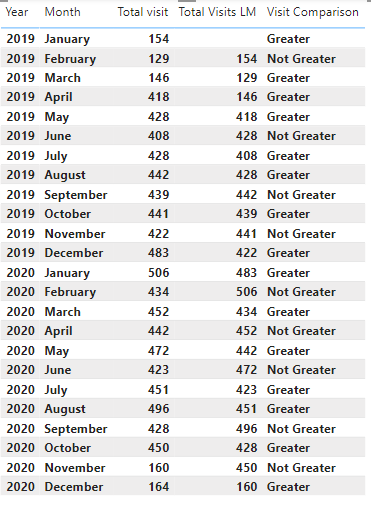 Year Month Total visit Total Visits LM Visit Comparison
2019 January 154 Greater
2019 February 129 154 Not Greater
2019 March 146 129 Greater
2019 April 418 146 Greater
2019 May 428 418 Greater
2019 June 408 428 Not Greater
2019 July 428 408 Greater
2019 August 442 428 Greater
2019 September 439 442 Not Greater
2019 October 441 439 Greater
2019 November 422 441 Not Greater
2019 December 483 422 Greater
2020 January 506 483 Greater
2020 February 434 506 Not Greater
2020 March 452 434 Greater
2020 April 442 452 Not Greater
2020 May 472 442 Greater
2020 June 423 472 Not Greater
2020 July 451 423 Greater
2020 August 496 451 Greater
2020 September 428 496 Not Greater
2020 October 450 428 Greater
2020 November 160 450 Not Greater
2020 December 164 160 Greater